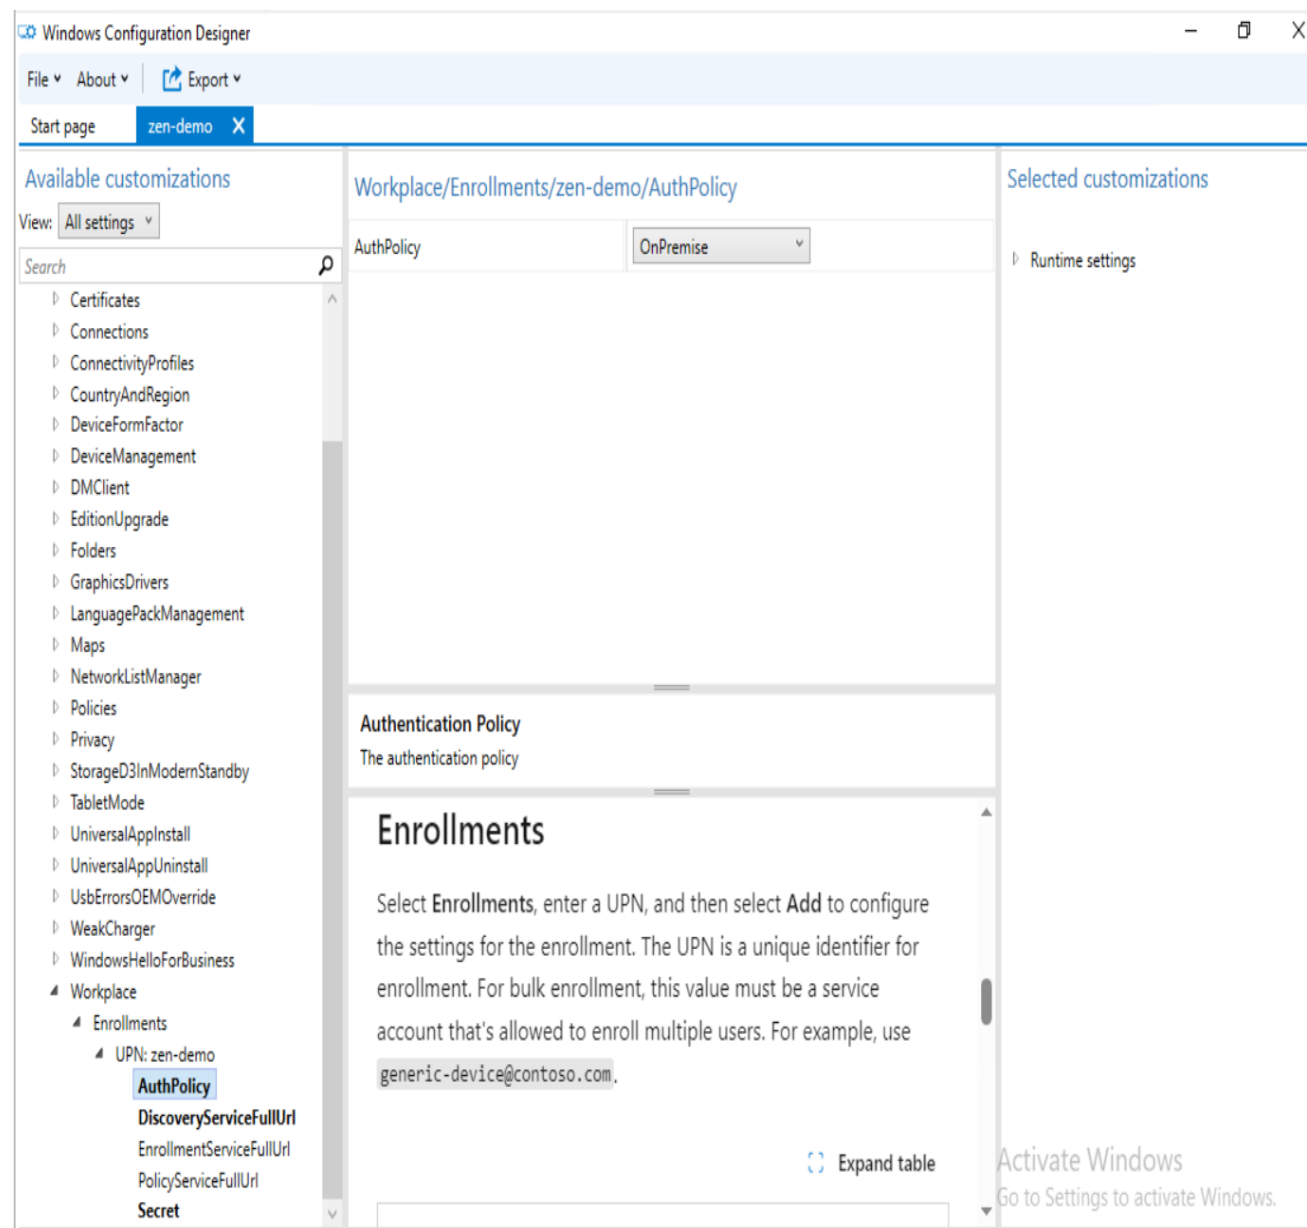 Windows Configuration Designer
File About Export
Start page zen-demo X
Available customizations
View: All settings
Search
Certificates
Connections
ConnectivityProfiles
CountryAndRegion
DeviceFormFactor
DeviceManagement
DMClient
EditionUpgrade
Folders
GraphicsDrivers
LanguagePackManagement
Maps
NetworkListManager
Policies
Privacy
StorageD3InModernStandby
TabletMode
UniversalAppInstall
UniversalAppUninstall
UsbErrorsOEMOverride
WeakCharger
WindowsHelloForBusiness
Workplace
Enrollments
UPN: zen-demo
AuthPolicy
DiscoveryServiceFullUrl
EnrollmentServiceFullUrl
PolicyServiceFullUrl
Secret
Workplace/Enrollments/zen-demo/AuthPolicy
AuthPolicy OnPremise
Authentication Policy
The authentication policy
Enrollments
Select Enrollments, enter a UPN, and then select Add to configure
the settings for the enrollment. The UPN is a unique identifier for
enrollment. For bulk enrollment, this value must be a service
account that's allowed to enroll multiple users. For example, use
generic-device@contoso.com.
Expand table
Selected customizations
Runtime settings
Activate Windows
Go to Settings to activate Windows.